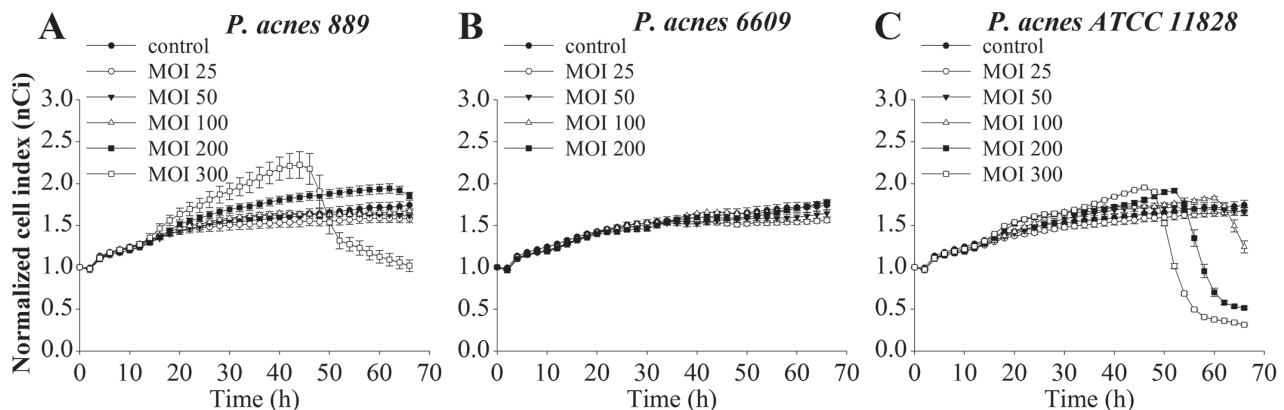 A
P. acnes 889
control
MOI 25
MOI 50
MOI 100
MOI 200
MOI 300
Normalized cell index (nCi)
3.0
2.5
2.0
1.5
1.0
0.5
0.0
0 10 20 30 40 50 60 70
Time (h)
B
P. acnes 6609
control
MOI 25
MOI 50
MOI 100
MOI 200
3.0
2.5
2.0
1.5
1.0
0.5
0.0
0 10 20 30 40 50 60 70
Time (h)
C
P. acnes ATCC 11828
control
MOI 25
MOI 50
MOI 100
MOI 200
MOI 300
3.0
2.5
2.0
1.5
1.0
0.5
0.0
0 10 20 30 40 50 60 70
Time (h)